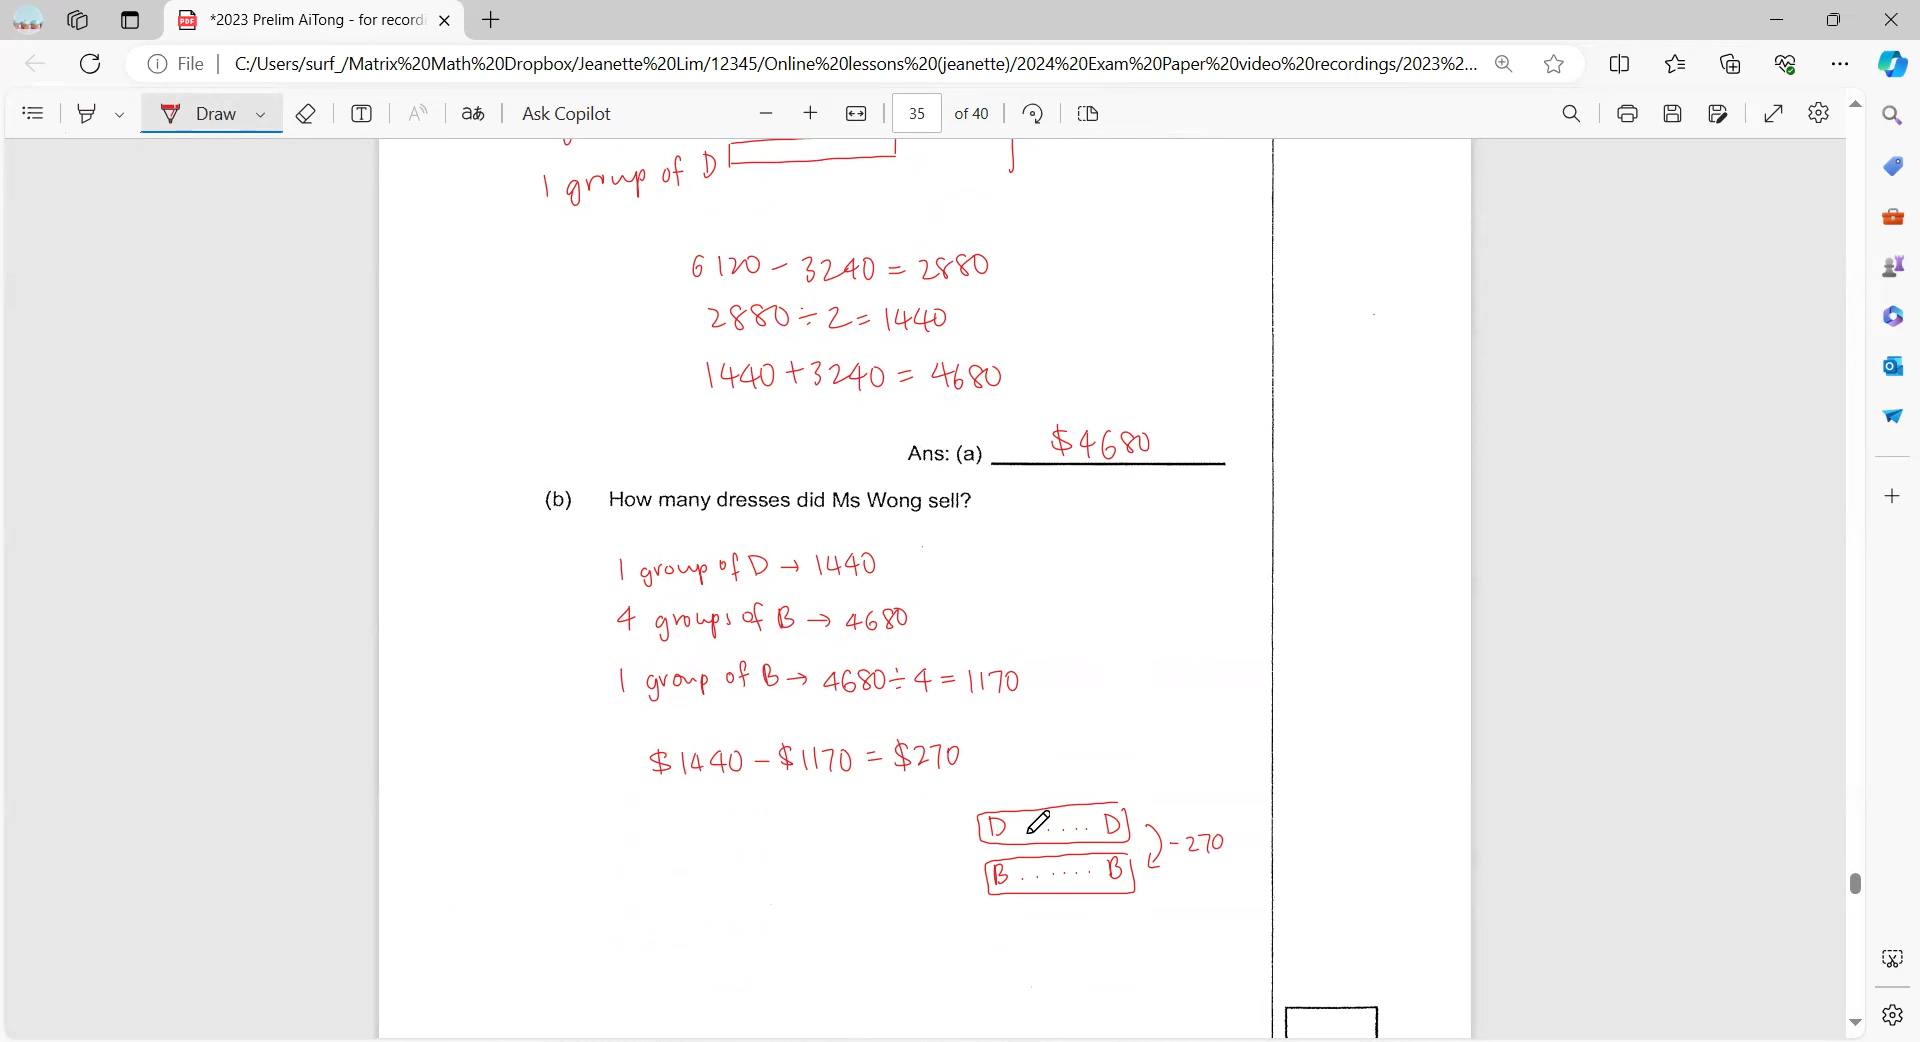 *2023 Prelim AiTong - for recordi
File
C:/Users/surf_/Matrix%20Math%20Dropbox/Jeanette%20Lim/12345/Online%20lessons%20(jeanette)/2024%20Exam%20Paper%20video%20recordings/2023%2...
Draw
Ask Copilot
35 of 40
1 group of D
6120 - 3240 = 2880
2880 ÷ 2 = 1440
1440 + 3240 = 4680
Ans: (a) $4680
(b) How many dresses did Ms Wong sell?
1 group of D → 1440
4 groups of B → 4680
1 group of B → 4680 ÷ 4 = 1170
$1440 - $1170 = $270
D .... D
- 270
B ...... B